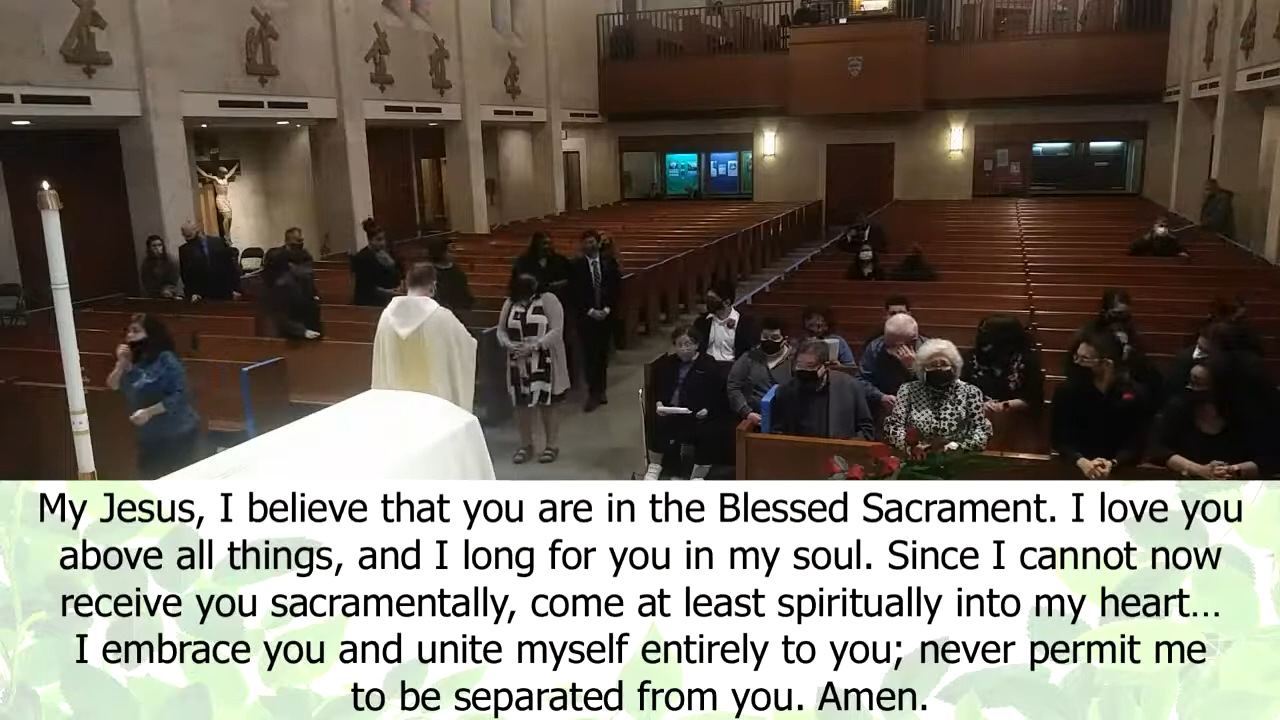 My Jesus, I believe that you are in the Blessed Sacrament. I love you
above all things, and I long for you in my soul. Since I cannot now
receive you sacramentally, come at least spiritually into my heart…
I embrace you and unite myself entirely to you; never permit me
to be separated from you. Amen.